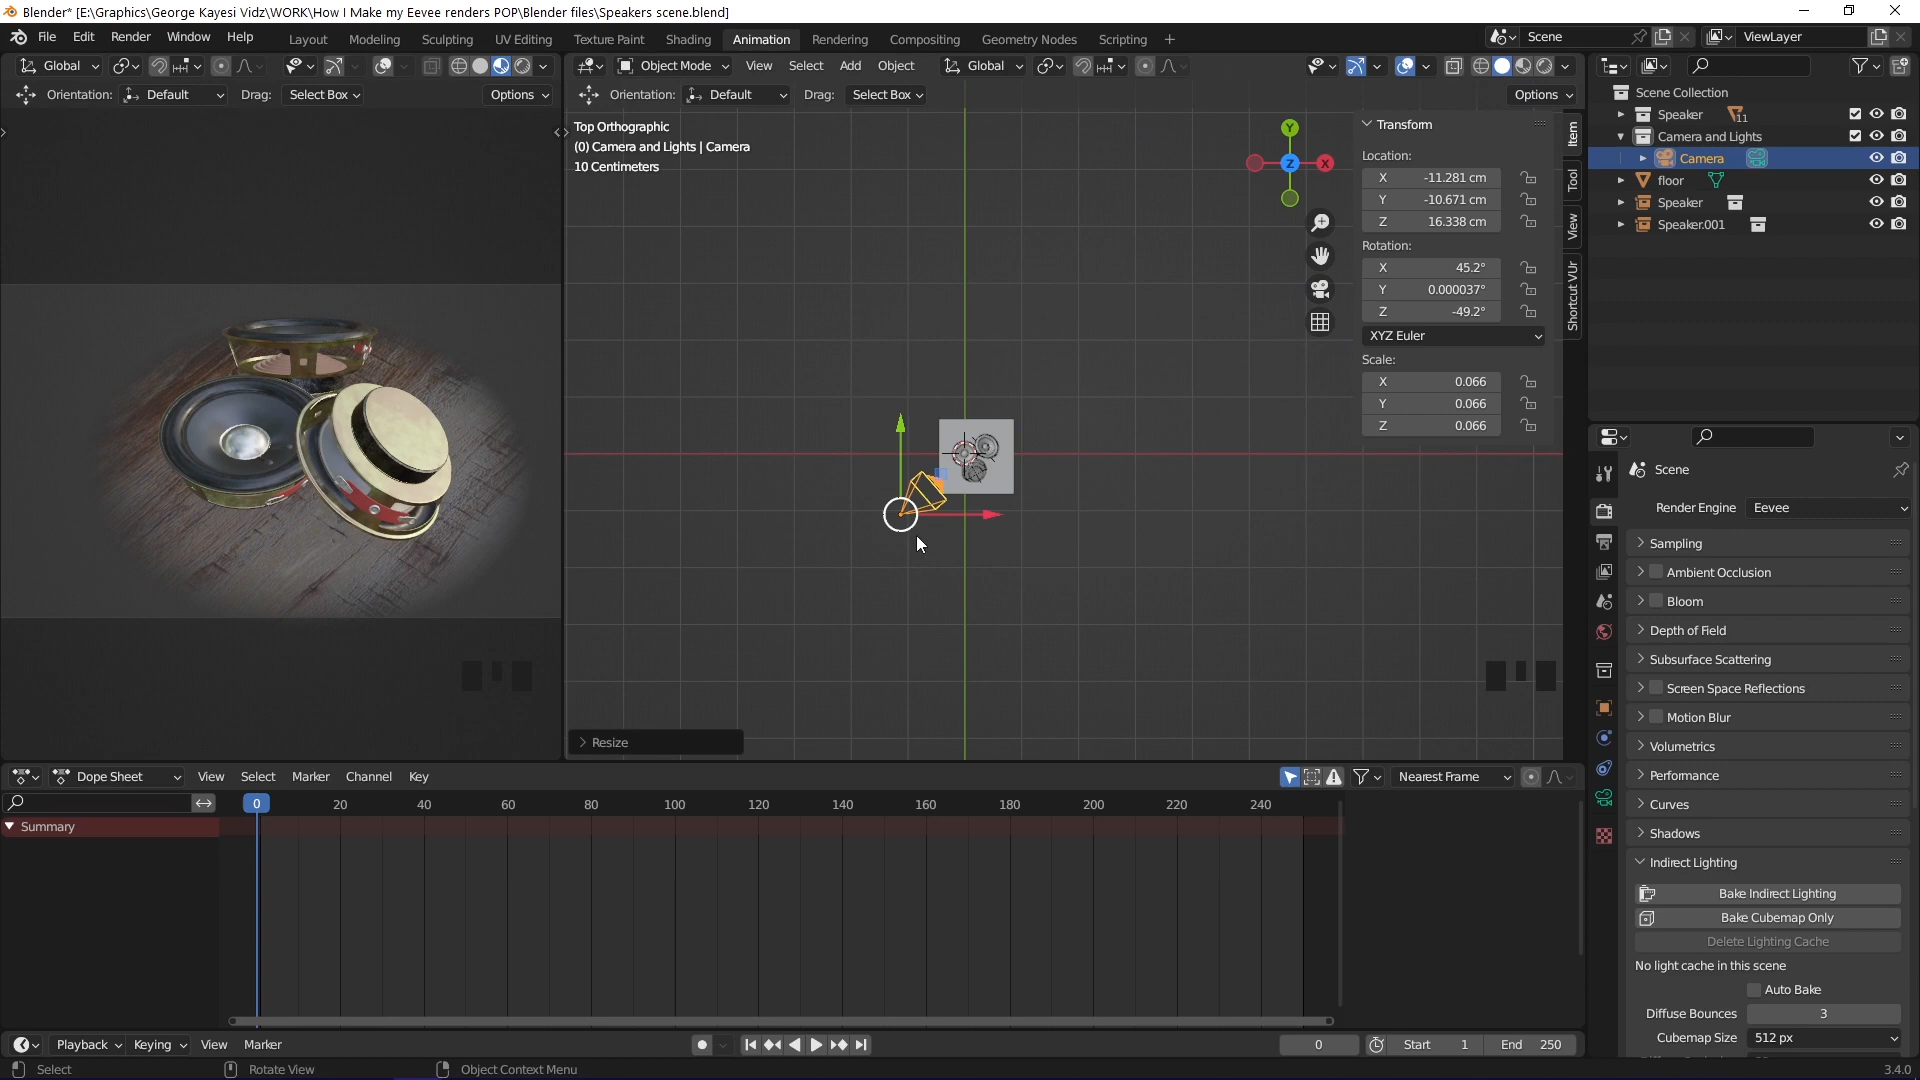 Blender* [E:\Graphics\George Kayesi Vidz\WORK\How I Make my Eevee renders POP\Blender files\Speakers scene.blend]
File Edit Render Window Help Layout Modeling Sculpting UV Editing Texture Paint Shading Animation Rendering Compositing Geometry Nodes Scripting + Scene ViewLayer
Global Object Mode View Select Add Object Global
Orientation: Default Drag: Select Box Options Orientation: Default Drag: Select Box Options
Top Orthographic
(0) Camera and Lights | Camera
10 Centimeters
Y
X
Z
Transform
Location:
X -11.281 cm
Y -10.671 cm
Z 16.338 cm
Rotation:
X 45.2°
Y 0.000037°
Z -49.2°
XYZ Euler
Scale:
X 0.066
Y 0.066
Z 0.066
Item
Tool
View
Shortcut VUr
Scene Collection
Speaker 11
Camera and Lights
Camera
floor
Speaker
Speaker.001
Scene
Render Engine Eevee
Sampling
Ambient Occlusion
Bloom
Depth of Field
Subsurface Scattering
Screen Space Reflections
Motion Blur
Volumetrics
Performance
Curves
Shadows
Indirect Lighting
Bake Indirect Lighting
Bake Cubemap Only
Delete Lighting Cache
No light cache in this scene
Auto Bake
Diffuse Bounces 3
Cubemap Size 512 px
Resize
Dope Sheet View Select Marker Channel Key Nearest Frame
0 20 40 60 80 100 120 140 160 180 200 220 240
Summary
Playback Keying View Marker 0 Start 1 End 250
Select Rotate View Object Context Menu 3.4.0